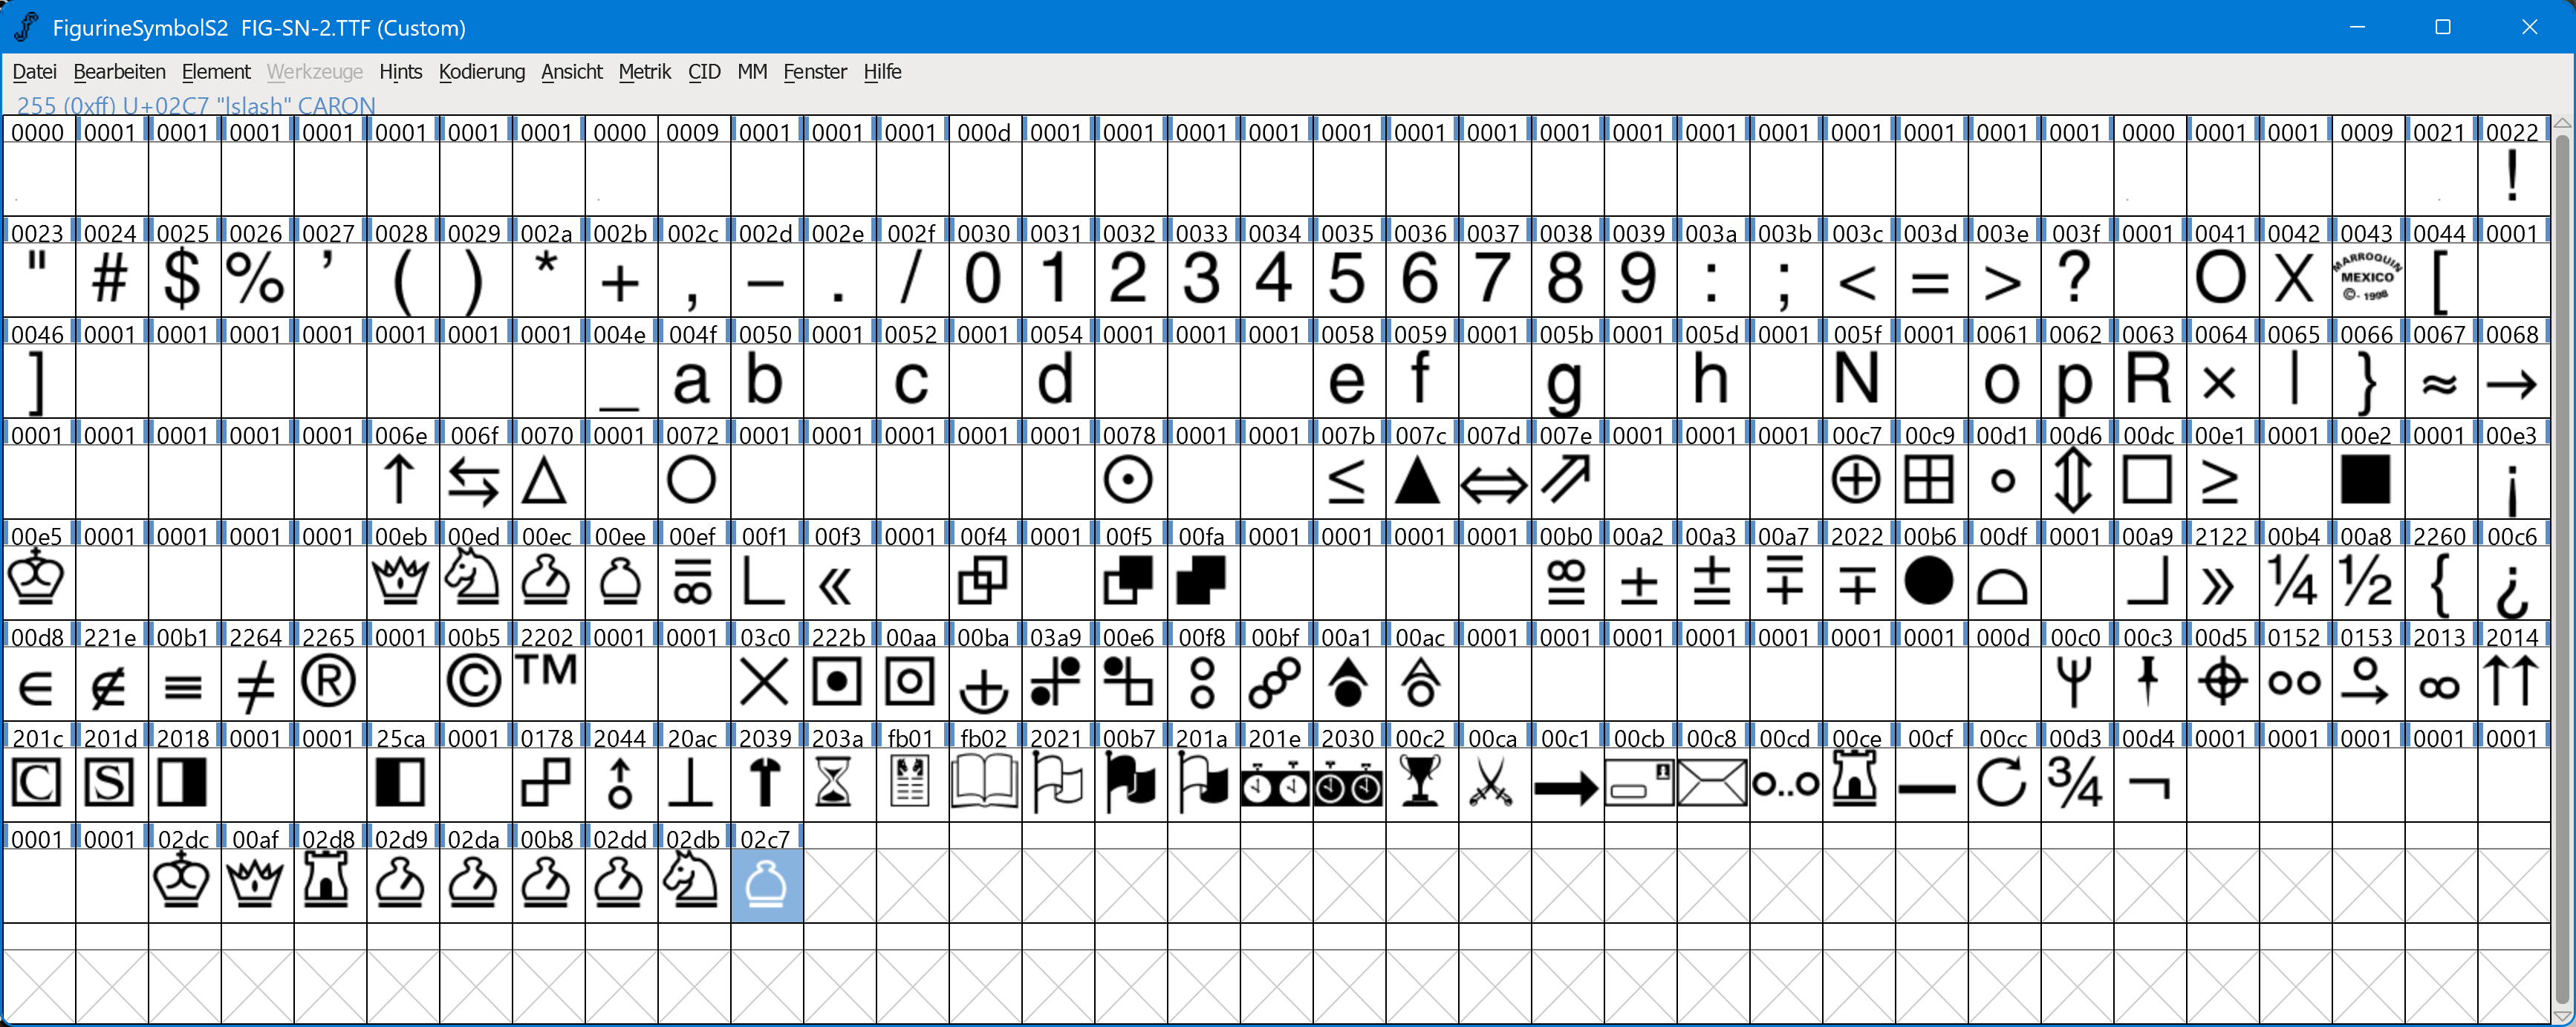 FigurineSymbolS2  FIG-SN-2.TTF (Custom)
Datei Bearbeiten Element Werkzeuge Hints Kodierung Ansicht Metrik CID MM Fenster Hilfe
255 (0xff) U+02C7 "lslash" CARON
0000 0001 0001 0001 0001 0001 0001 0001 0000 0009 0001 0001 0001 000d 0001 0001 0001 0001 0001 0001 0001 0001 0001 0001 0001 0001 0001 0001 0001 0000 0001 0001 0009 0021 0022
!
0023 0024 0025 0026 0027 0028 0029 002a 002b 002c 002d 002e 002f 0030 0031 0032 0033 0034 0035 0036 0037 0038 0039 003a 003b 003c 003d 003e 003f 0001 0041 0042 0043 0044 0001
" # $ % ’ ( ) * + , − . / 0 1 2 3 4 5 6 7 8 9 : ; < = > ? O X MARROQUIN MEXICO ©- 1998 [
0046 0001 0001 0001 0001 0001 0001 0001 004e 004f 0050 0001 0052 0001 0054 0001 0001 0001 0058 0059 0001 005b 0001 005d 0001 005f 0001 0061 0062 0063 0064 0065 0066 0067 0068
] _ a b c d e f g h N o p R × | } ≈ →
0001 0001 0001 0001 0001 006e 006f 0070 0001 0072 0001 0001 0001 0001 0001 0078 0001 0001 007b 007c 007d 007e 0001 0001 0001 00c7 00c9 00d1 00d6 00dc 00e1 0001 00e2 0001 00e3
↑ ⇆ △ ○ ⊙ ≤ ▲ ⇔ ⇗ ⊕ ⊞ ∘ ⇕ □ ≥ ■ ¡
00e5 0001 0001 0001 0001 00eb 00ed 00ec 00ee 00ef 00f1 00f3 0001 00f4 0001 00f5 00fa 0001 0001 0001 0001 00b0 00a2 00a3 00a7 2022 00b6 00df 0001 00a9 2122 00b4 00a8 2260 00c6
♔ ♕ ♘ ♗ ♙ « ± ∓ ● » ¼ ½ { ¿
00d8 221e 00b1 2264 2265 0001 00b5 2202 0001 0001 03c0 222b 00aa 00ba 03a9 00e6 00f8 00bf 00a1 00ac 0001 0001 0001 0001 0001 0001 0001 000d 00c0 00c3 00d5 0152 0153 2013 2014
∈ ∉ ≡ ≠ ® © ™ ∞ ↑↑
201c 201d 2018 0001 0001 25ca 0001 0178 2044 20ac 2039 203a fb01 fb02 2021 00b7 201a 201e 2030 00c2 00ca 00c1 00cb 00c8 00cd 00ce 00cf 00cc 00d3 00d4 0001 0001 0001 0001 0001
C S ◨ ◧ ⊥ ¾ ¬
0001 0001 02dc 00af 02d8 02d9 02da 00b8 02dd 02db 02c7
♔ ♕ ♖ ♗ ♗ ♗ ♗ ♘ ♙